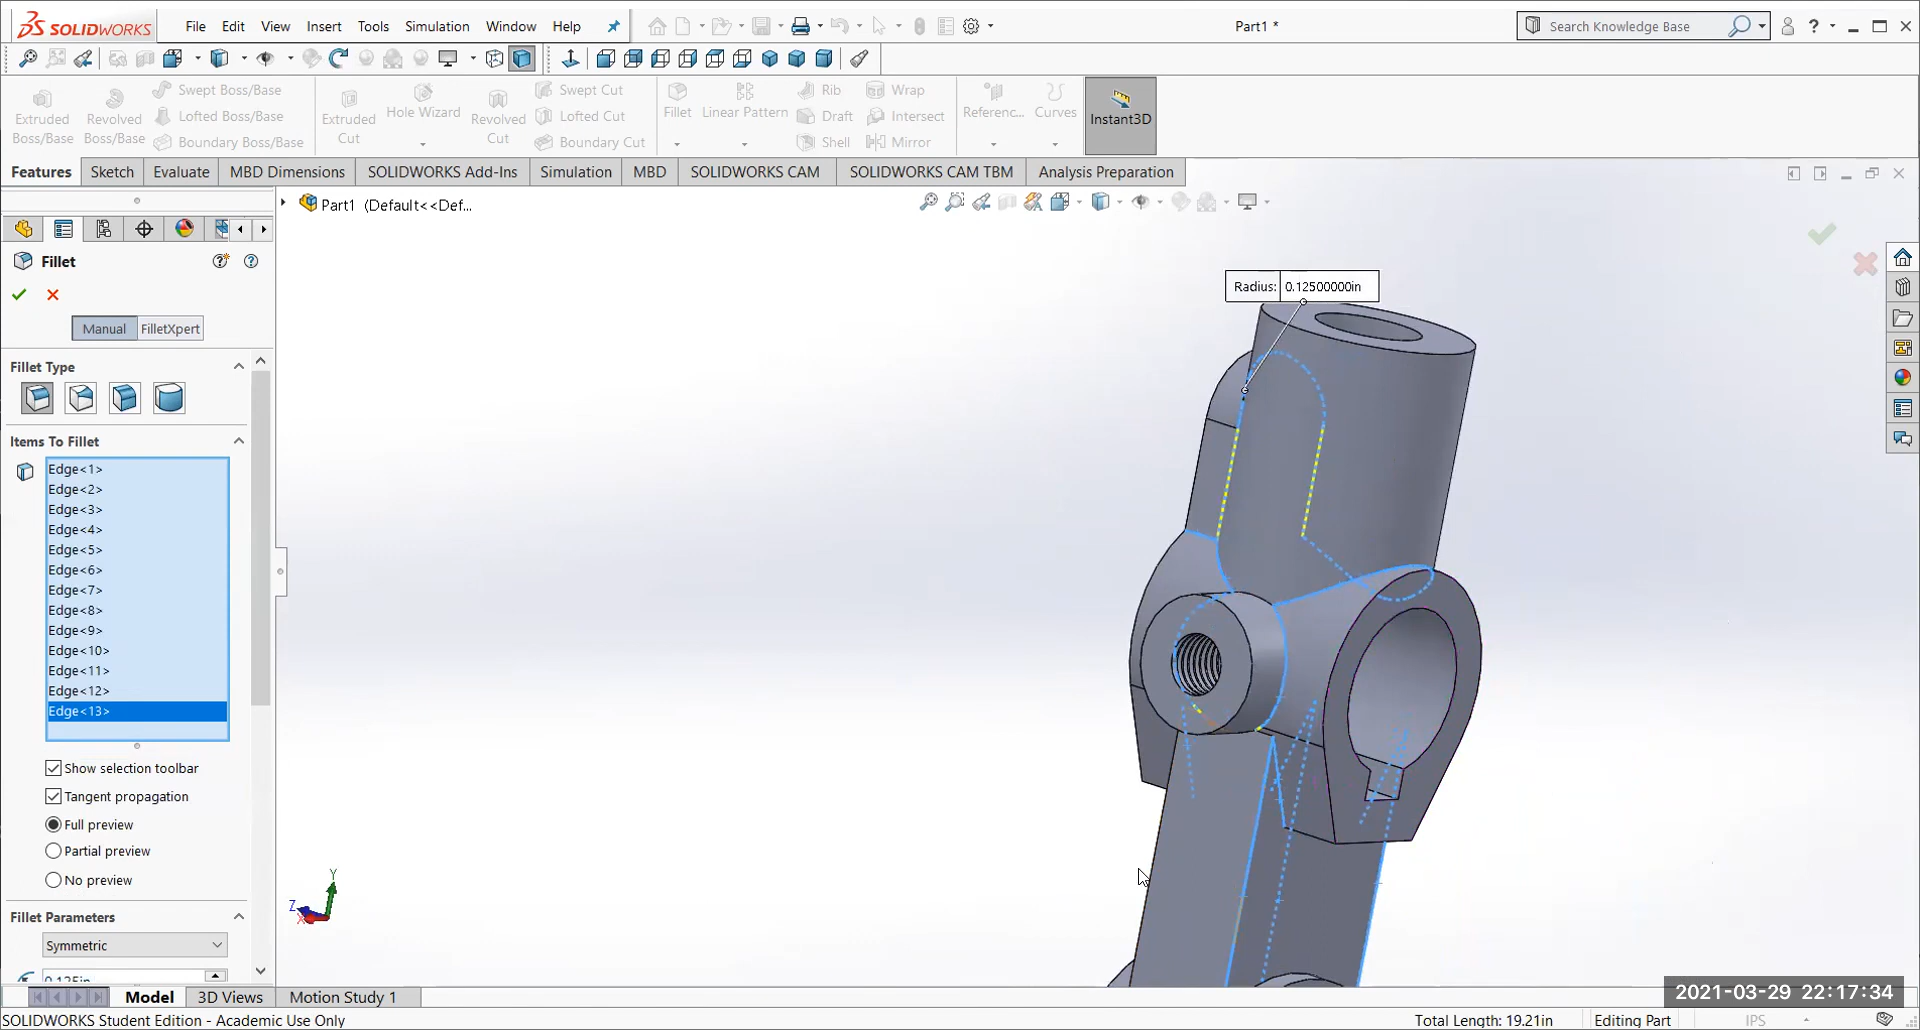 SOLIDWORKS File Edit View Insert Tools Simulation Window Help Part1 * Search Knowledge Base ?
Extruded Boss/Base
Revolved Boss/Base
Swept Boss/Base
Lofted Boss/Base
Boundary Boss/Base
Extruded Cut
Hole Wizard
Revolved Cut
Swept Cut
Lofted Cut
Boundary Cut
Fillet
Linear Pattern
Rib
Draft
Shell
Wrap
Intersect
Mirror
Referenc...
Curves
Instant3D
Features Sketch Evaluate MBD Dimensions SOLIDWORKS Add-Ins Simulation MBD SOLIDWORKS CAM SOLIDWORKS CAM TBM Analysis Preparation
Part1 (Default<<Def...
Fillet
Manual FilletXpert
Fillet Type
Items To Fillet
Edge<1>
Edge<2>
Edge<3>
Edge<4>
Edge<5>
Edge<6>
Edge<7>
Edge<8>
Edge<9>
Edge<10>
Edge<11>
Edge<12>
Edge<13>
Show selection toolbar
Tangent propagation
Full preview
Partial preview
No preview
Fillet Parameters
Symmetric
0.125in
Radius: 0.12500000in
Y
Z
X
Model 3D Views Motion Study 1
2021-03-29 22:17:34
SOLIDWORKS Student Edition - Academic Use Only Total Length: 19.21in Editing Part IPS